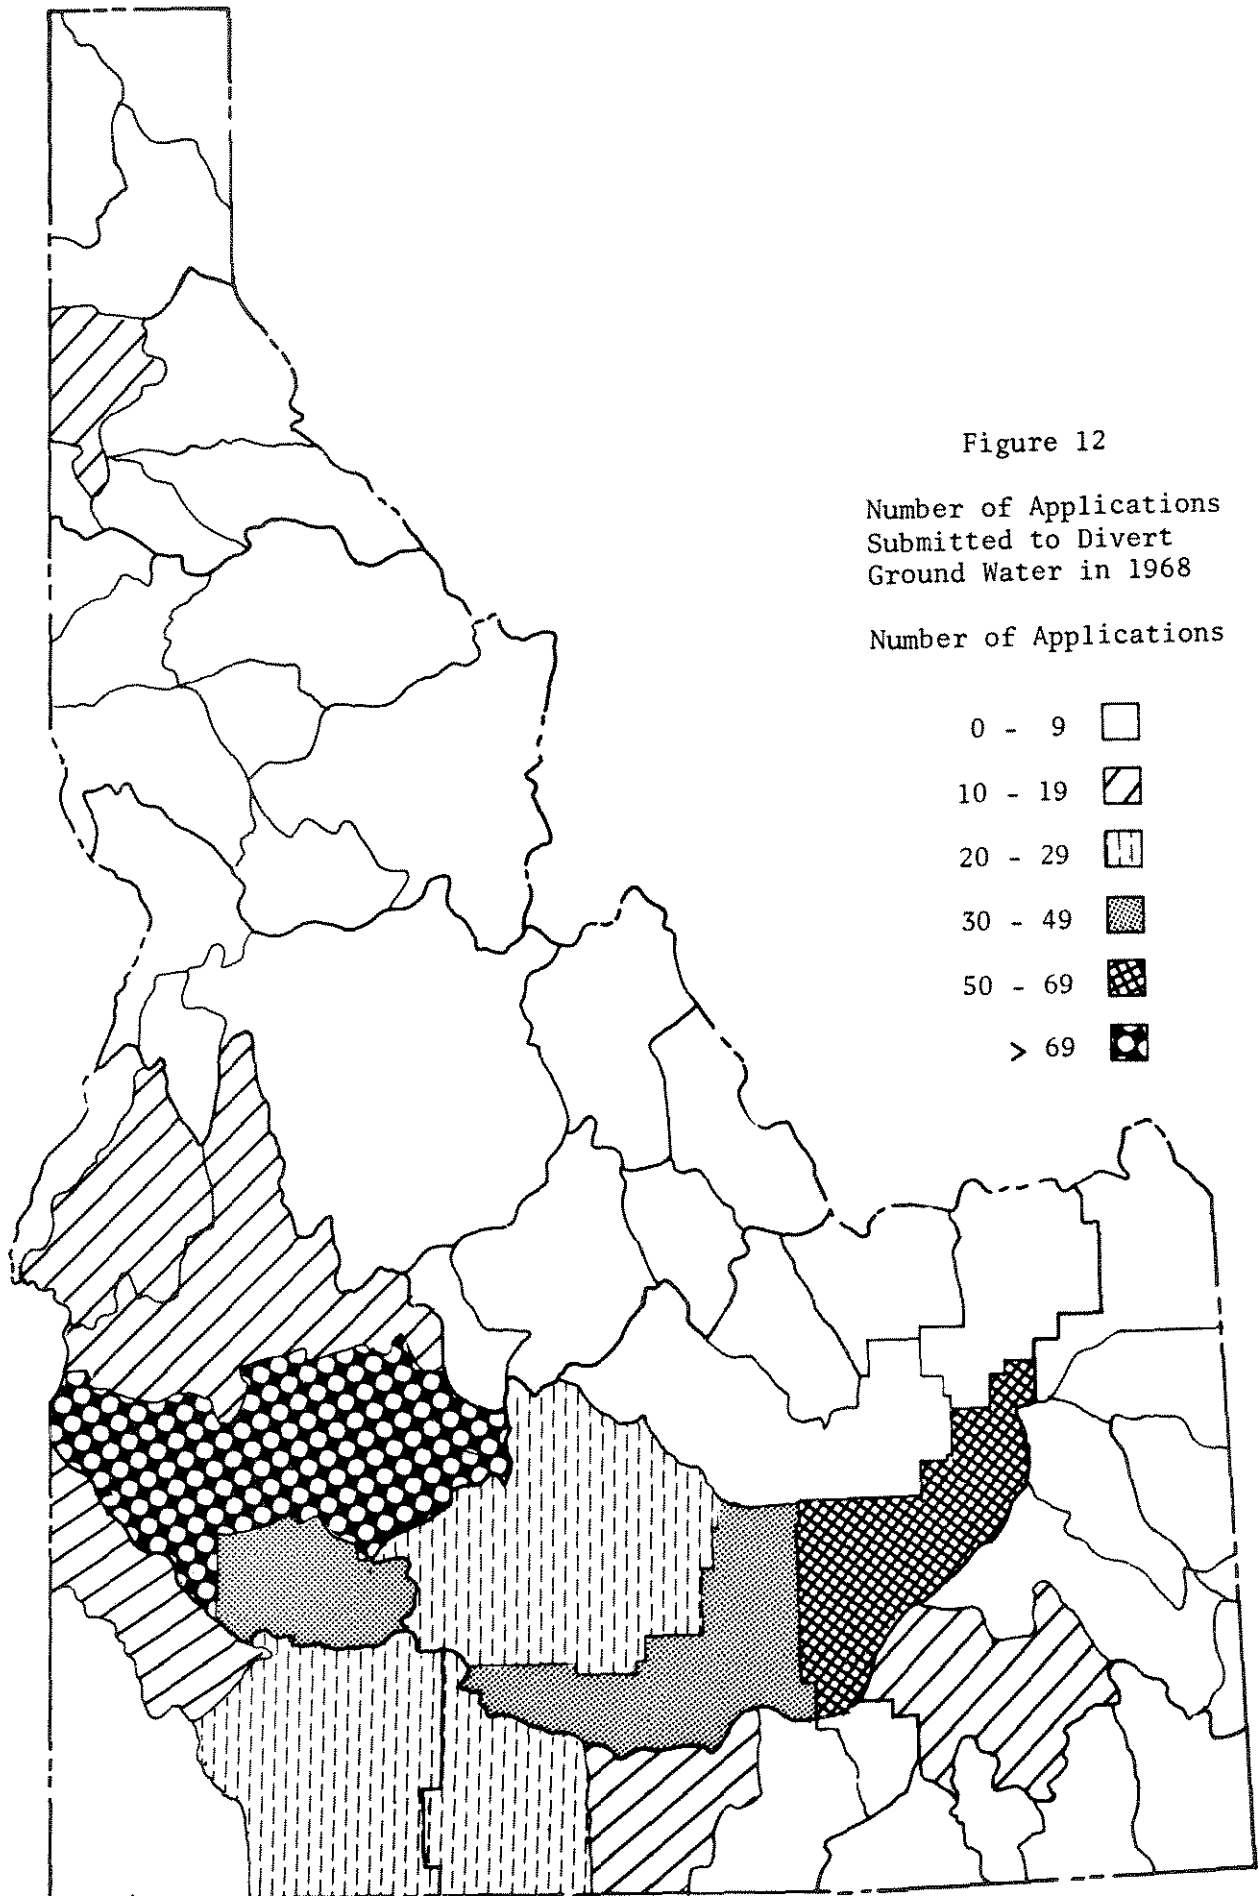 Figure 12
Number of Applications
Submitted to Divert
Ground Water in 1968
Number of Applications
0 - 9
10 - 19
20 - 29
30 - 49
50 - 69
> 69